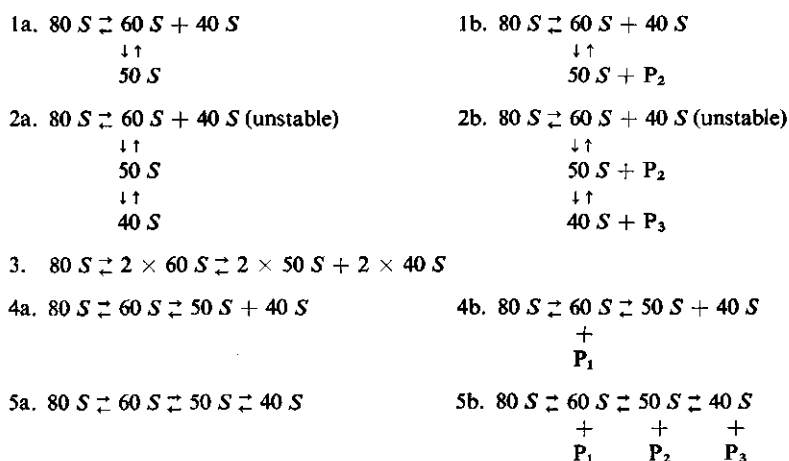 1a. 80 S ⇄ 60 S + 40 S
↓↑
50 S
1b. 80 S ⇄ 60 S + 40 S
↓↑
50 S + P₂
2a. 80 S ⇄ 60 S + 40 S (unstable)
↓↑
50 S
↓↑
40 S
2b. 80 S ⇄ 60 S + 40 S (unstable)
↓↑
50 S + P₂
↓↑
40 S + P₃
3. 80 S ⇄ 2 × 60 S ⇄ 2 × 50 S + 2 × 40 S
4a. 80 S ⇄ 60 S ⇄ 50 S + 40 S
4b. 80 S ⇄ 60 S ⇄ 50 S + 40 S
+
P₁
5a. 80 S ⇄ 60 S ⇄ 50 S ⇄ 40 S
5b. 80 S ⇄ 60 S ⇄ 50 S ⇄ 40 S
+ + +
P₁ P₂ P₃